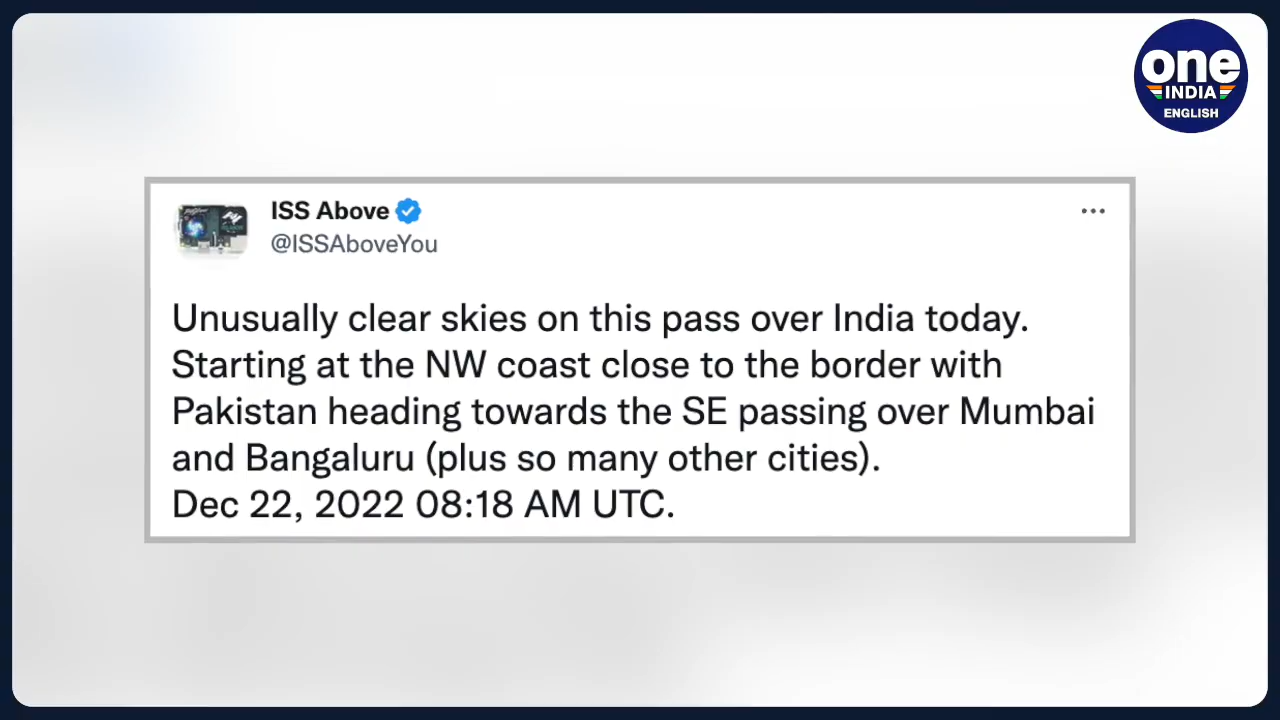 one
INDIA
ENGLISH
ISS Above
@ISSAboveYou
Unusually clear skies on this pass over India today.
Starting at the NW coast close to the border with
Pakistan heading towards the SE passing over Mumbai
and Bangaluru (plus so many other cities).
Dec 22, 2022 08:18 AM UTC.